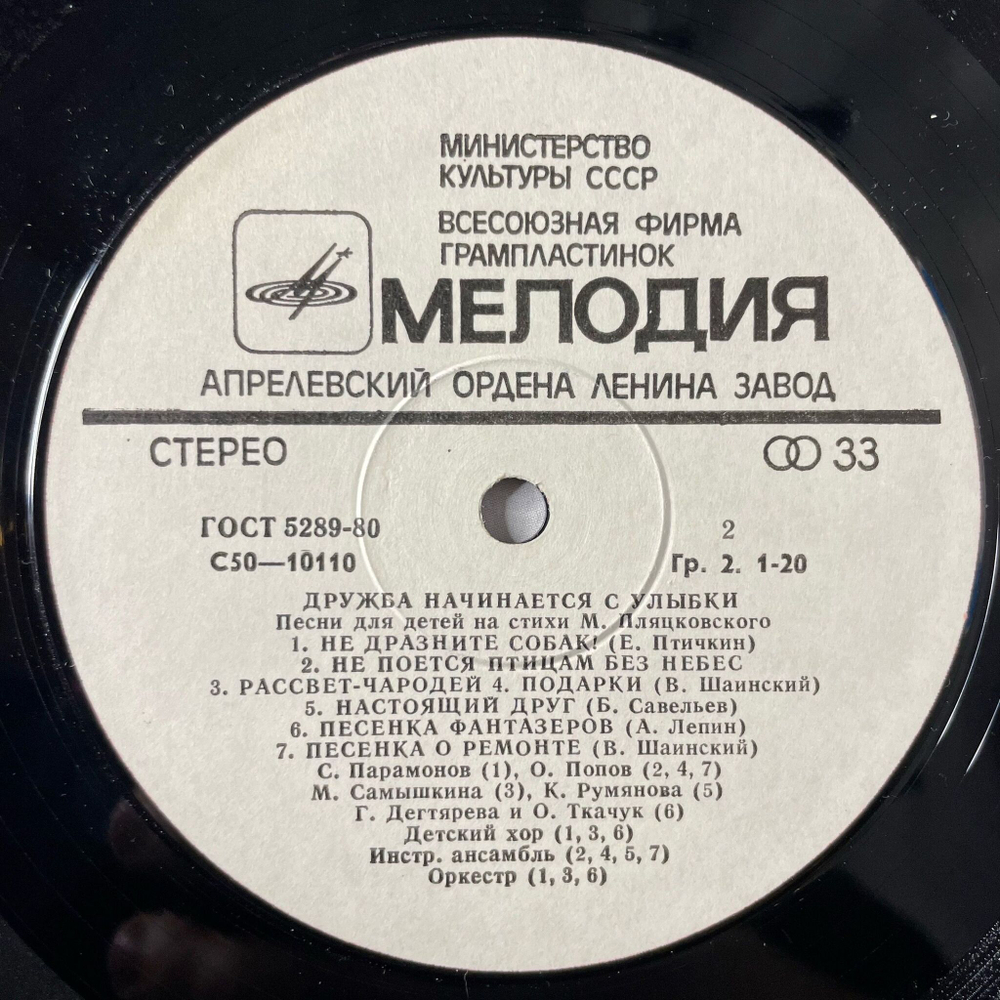 МИНИСТЕРСТВО
КУЛЬТУРЫ СССР
ВСЕСОЮЗНАЯ ФИРМА
ГРАМПЛАСТИНОК
МЕЛОДИЯ
АПРЕЛЕВСКИЙ ОРДЕНА ЛЕНИНА ЗАВОД
СТЕРЕО 33
ГОСТ 5289-80 2
С50—10110 Гр. 2. 1-20
ДРУЖБА НАЧИНАЕТСЯ С УЛЫБКИ
Песни для детей на стихи М. Пляцковского
1. НЕ ДРАЗНИТЕ СОБАК! (Е. Птичкин)
2. НЕ ПОЕТСЯ ПТИЦАМ БЕЗ НЕБЕС
3. РАССВЕТ-ЧАРОДЕЙ 4. ПОДАРКИ (В. Шаинский)
5. НАСТОЯЩИЙ ДРУГ (Б. Савельев)
6. ПЕСЕНКА ФАНТАЗЕРОВ (А. Лепин)
7. ПЕСЕНКА О РЕМОНТЕ (В. Шаинский)
С. Парамонов (1), О. Попов (2, 4, 7)
М. Самышкина (3), К. Румянова (5)
Г. Дегтярева и О. Ткачук (6)
Детский хор (1, 3, 6)
Инстр. ансамбль (2, 4, 5, 7)
Оркестр (1, 3, 6)